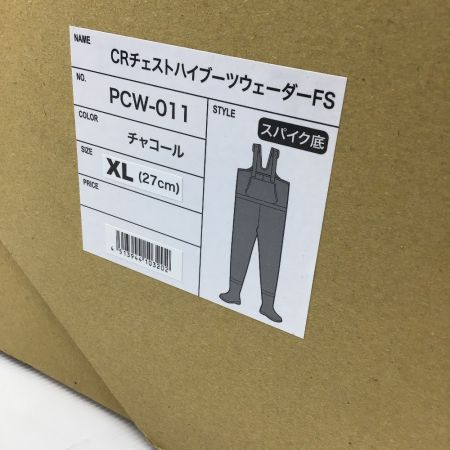 NAME
CRチェストハイブーツウェーダーFS
NO.
PCW-011
COLOR
チャコール
SIZE
XL (27cm)
PRICE
4513944103202
STYLE
スパイク底